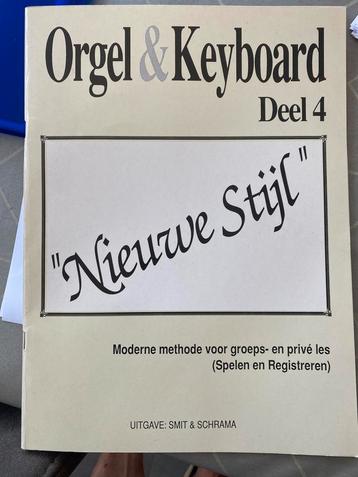 Orgel & Keyboard
Deel 4
"Nieuwe Stijl"
Moderne methode voor groeps- en privé les
(Spelen en Registreren)
UITGAVE: SMIT & SCHRAMA